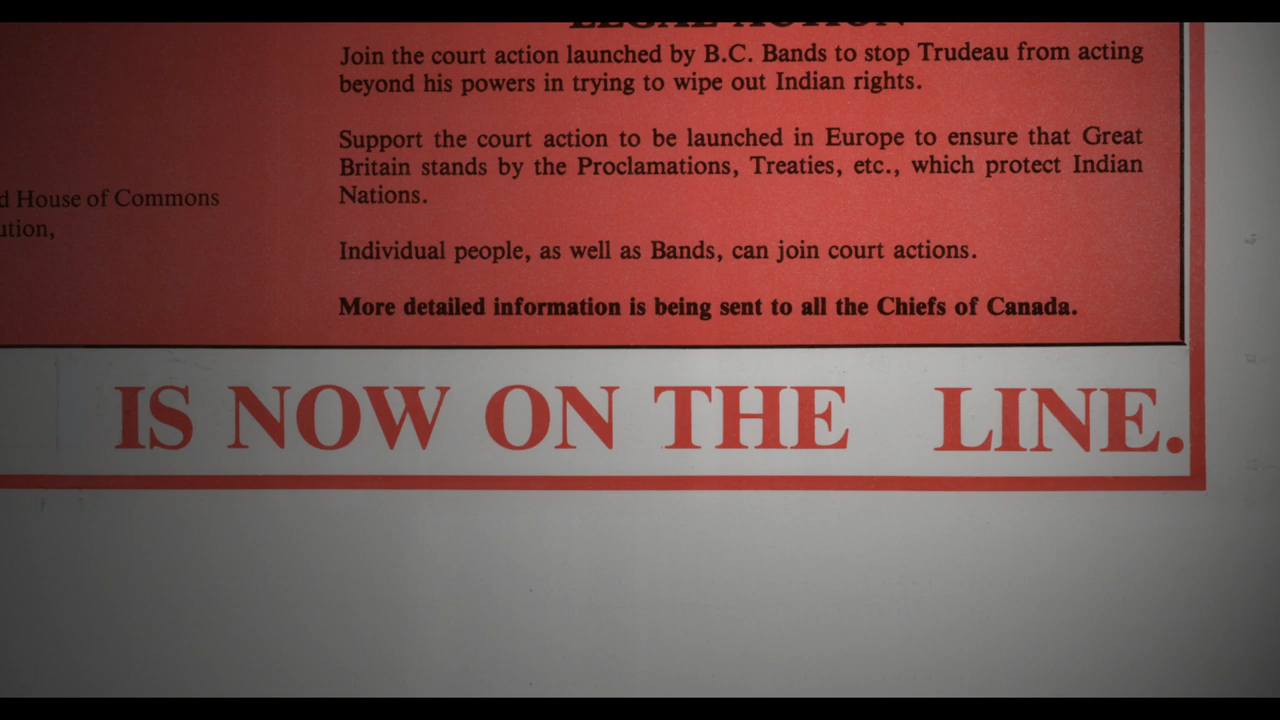 LEGAL ACTION
Join the court action launched by B.C. Bands to stop Trudeau from acting
beyond his powers in trying to wipe out Indian rights.
Support the court action to be launched in Europe to ensure that Great
Britain stands by the Proclamations, Treaties, etc., which protect Indian
Nations.
House of Commons
Individual people, as well as Bands, can join court actions.
More detailed information is being sent to all the Chiefs of Canada.
IS NOW ON THE LINE.